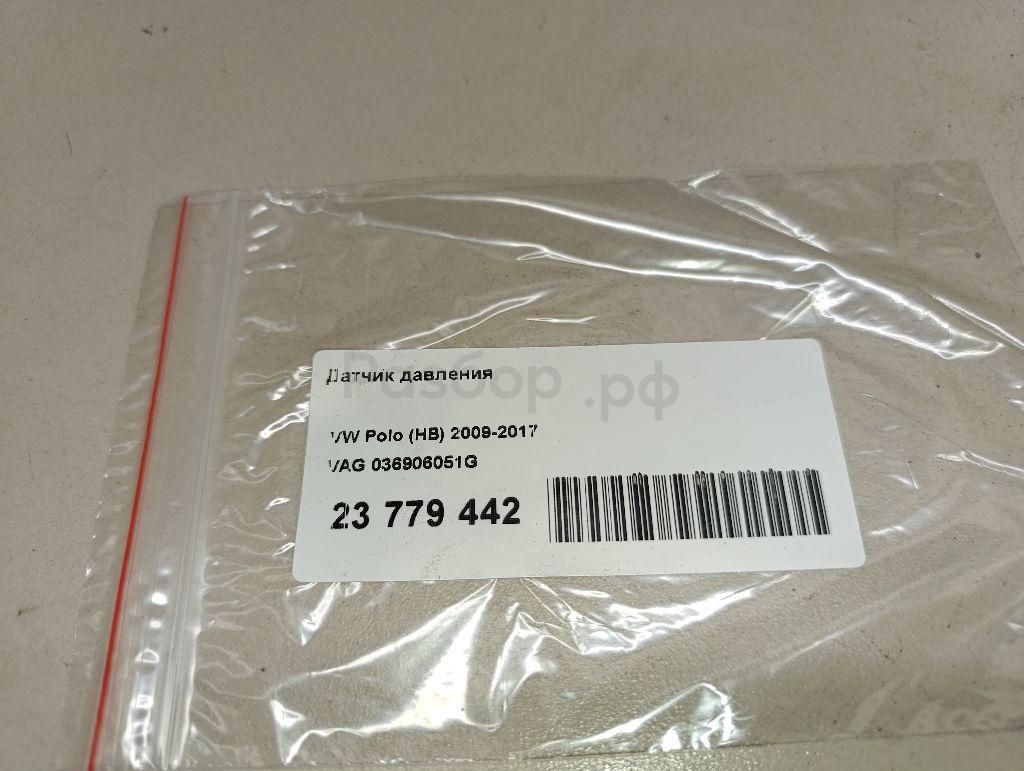 Датчик давления
Разбор.рф
VW Polo (HB) 2009-2017
VAG 036906051G
23 779 442